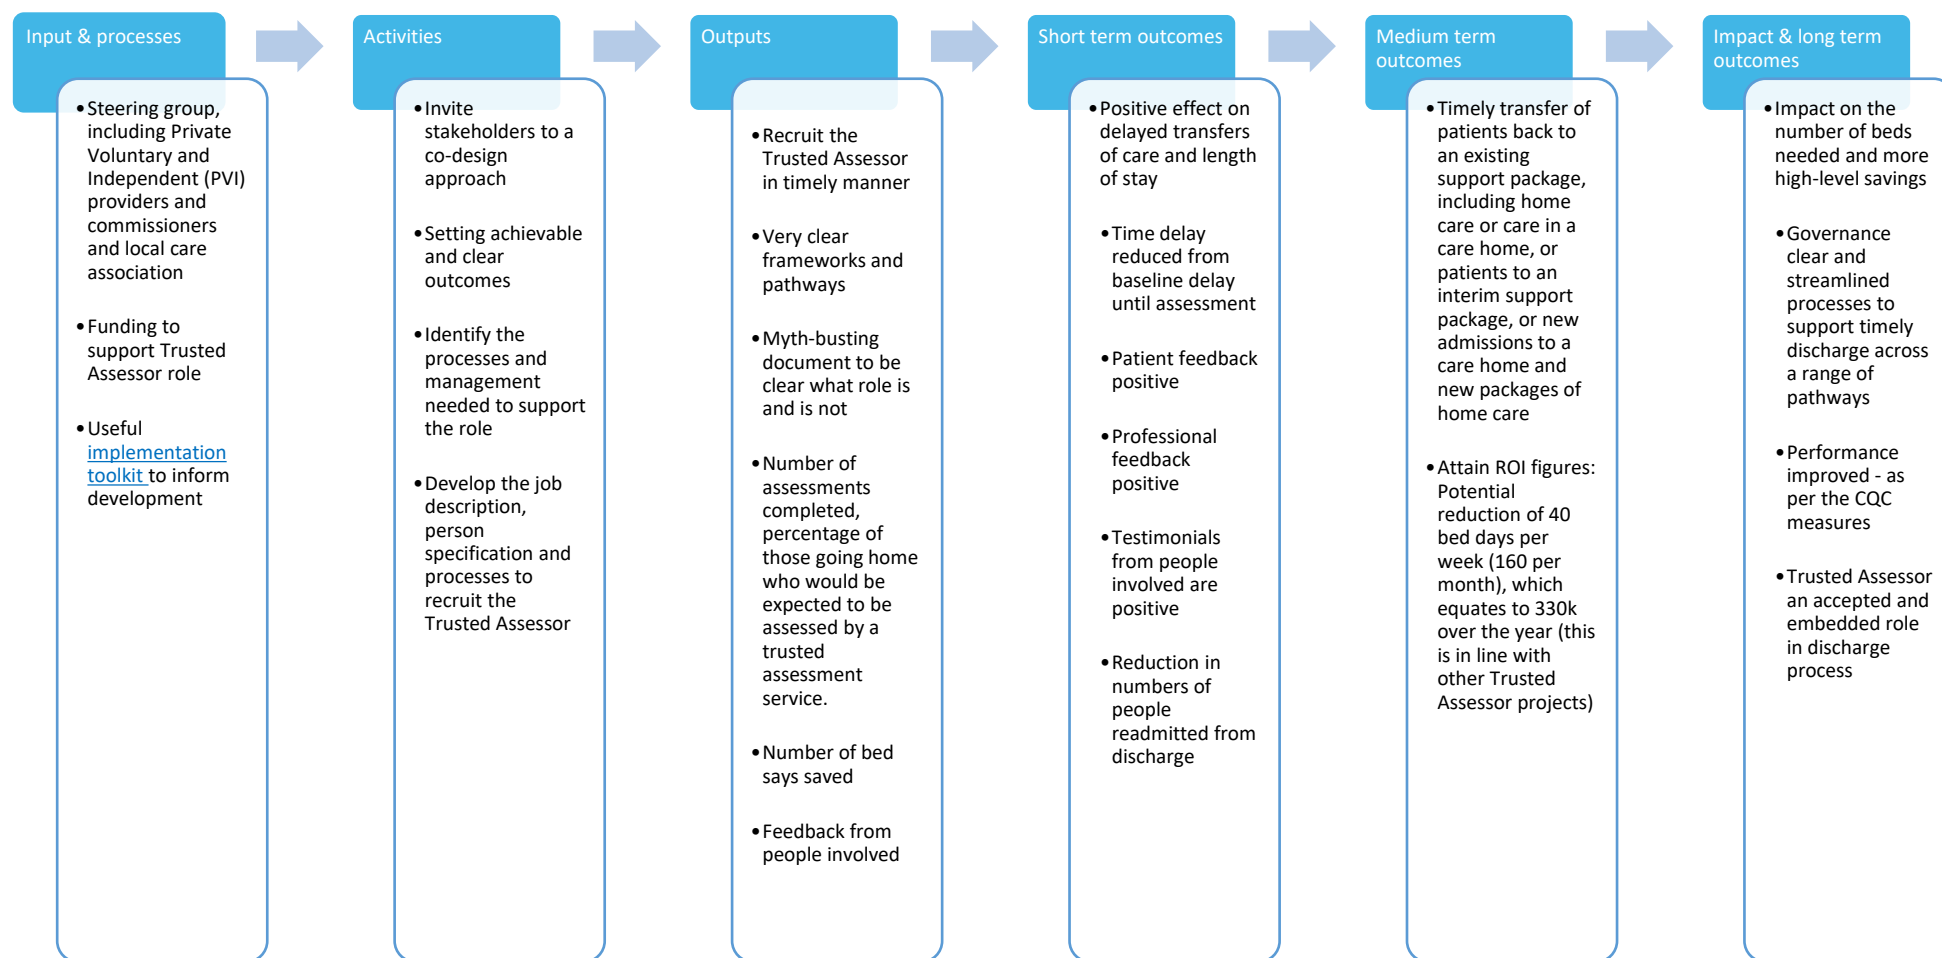 Input & processes
• Steering group,
including Private
Voluntary and
Independent (PVI)
providers and
commissioners
and local care
association
• Funding to
support Trusted
Assessor role
• Useful
implementation
toolkit to inform
development
Activities
• Invite
stakeholders to a
co-design
approach
• Setting achievable
and clear
outcomes
• Identify the
processes and
management
needed to support
the role
• Develop the job
description,
person
specification and
processes to
recruit the
Trusted Assessor
Outputs
• Recruit the
Trusted Assessor
in timely manner
• Very clear
frameworks and
pathways
• Myth-busting
document to be
clear what role is
and is not
• Number of
assessments
completed,
percentage of
those going home
who would be
expected to be
assessed by a
trusted
assessment
service.
• Number of bed
says saved
• Feedback from
people involved
Short term outcomes
• Positive effect on
delayed transfers
of care and length
of stay
• Time delay
reduced from
baseline delay
until assessment
• Patient feedback
positive
• Professional
feedback
positive
• Testimonials
from people
involved are
positive
• Reduction in
numbers of
people
readmitted from
discharge
Medium term
outcomes
• Timely transfer of
patients back to
an existing
support package,
including home
care or care in a
care home, or
patients to an
interim support
package, or new
admissions to a
care home and
new packages of
home care
• Attain ROI figures:
Potential
reduction of 40
bed days per
week (160 per
month), which
equates to 330k
over the year (this
is in line with
other Trusted
Assessor projects)
Impact & long term
outcomes
• Impact on the
number of beds
needed and more
high-level savings
• Governance
clear and
streamlined
processes to
support timely
discharge across
a range of
pathways
• Performance
improved - as
per the CQC
measures
• Trusted Assessor
an accepted and
embedded role
in discharge
process